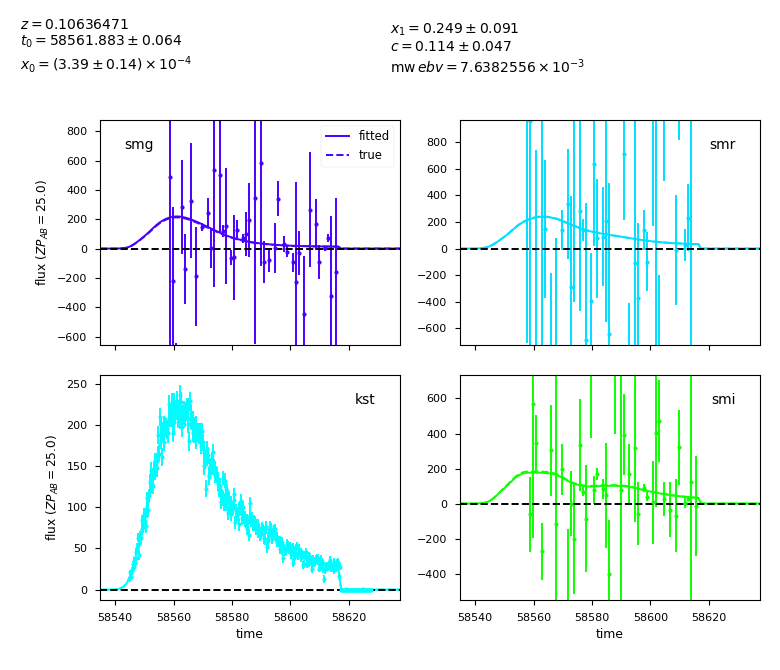 z = 0.10636471
t0 = 58561.883 ± 0.064
x0 = (3.39 ± 0.14) × 10^−4
x1 = 0.249 ± 0.091
c = 0.114 ± 0.047
mw ebv = 7.6382556 × 10^−3
smg
fitted
true
800
600
400
200
0
−200
−400
−600
flux (ZP_AB = 25.0)
smr
800
600
400
200
0
−200
−400
−600
kst
250
200
150
100
50
0
flux (ZP_AB = 25.0)
58540 58560 58580 58600 58620
time
smi
600
400
200
0
−200
−400
58540 58560 58580 58600 58620
time